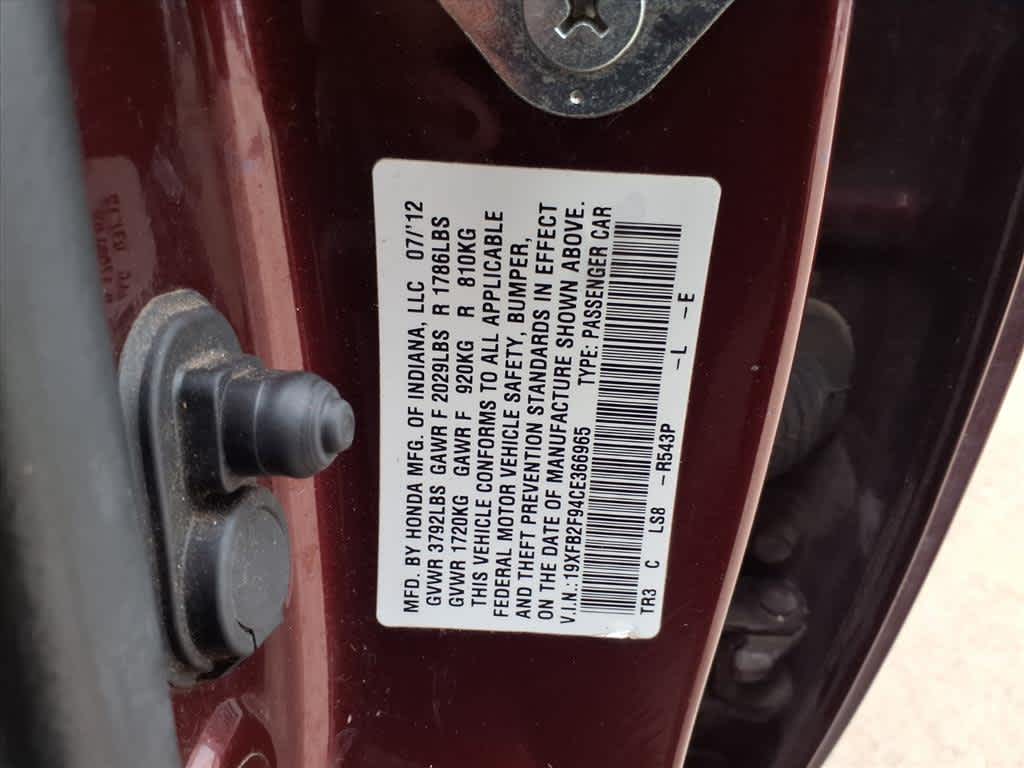 MFD. BY HONDA MFG. OF INDIANA, LLC 07/'12
GVWR 3792LBS GAWR F 2029LBS R 1786LBS
GVWR 1720KG GAWR F 920KG R 810KG
THIS VEHICLE CONFORMS TO ALL APPLICABLE
FEDERAL MOTOR VEHICLE SAFETY, BUMPER,
AND THEFT PREVENTION STANDARDS IN EFFECT
ON THE DATE OF MANUFACTURE SHOWN ABOVE.
V.I.N.:19XFB2F94CE366965 TYPE: PASSENGER CAR
TR3 C LS8 -R543P -L -E